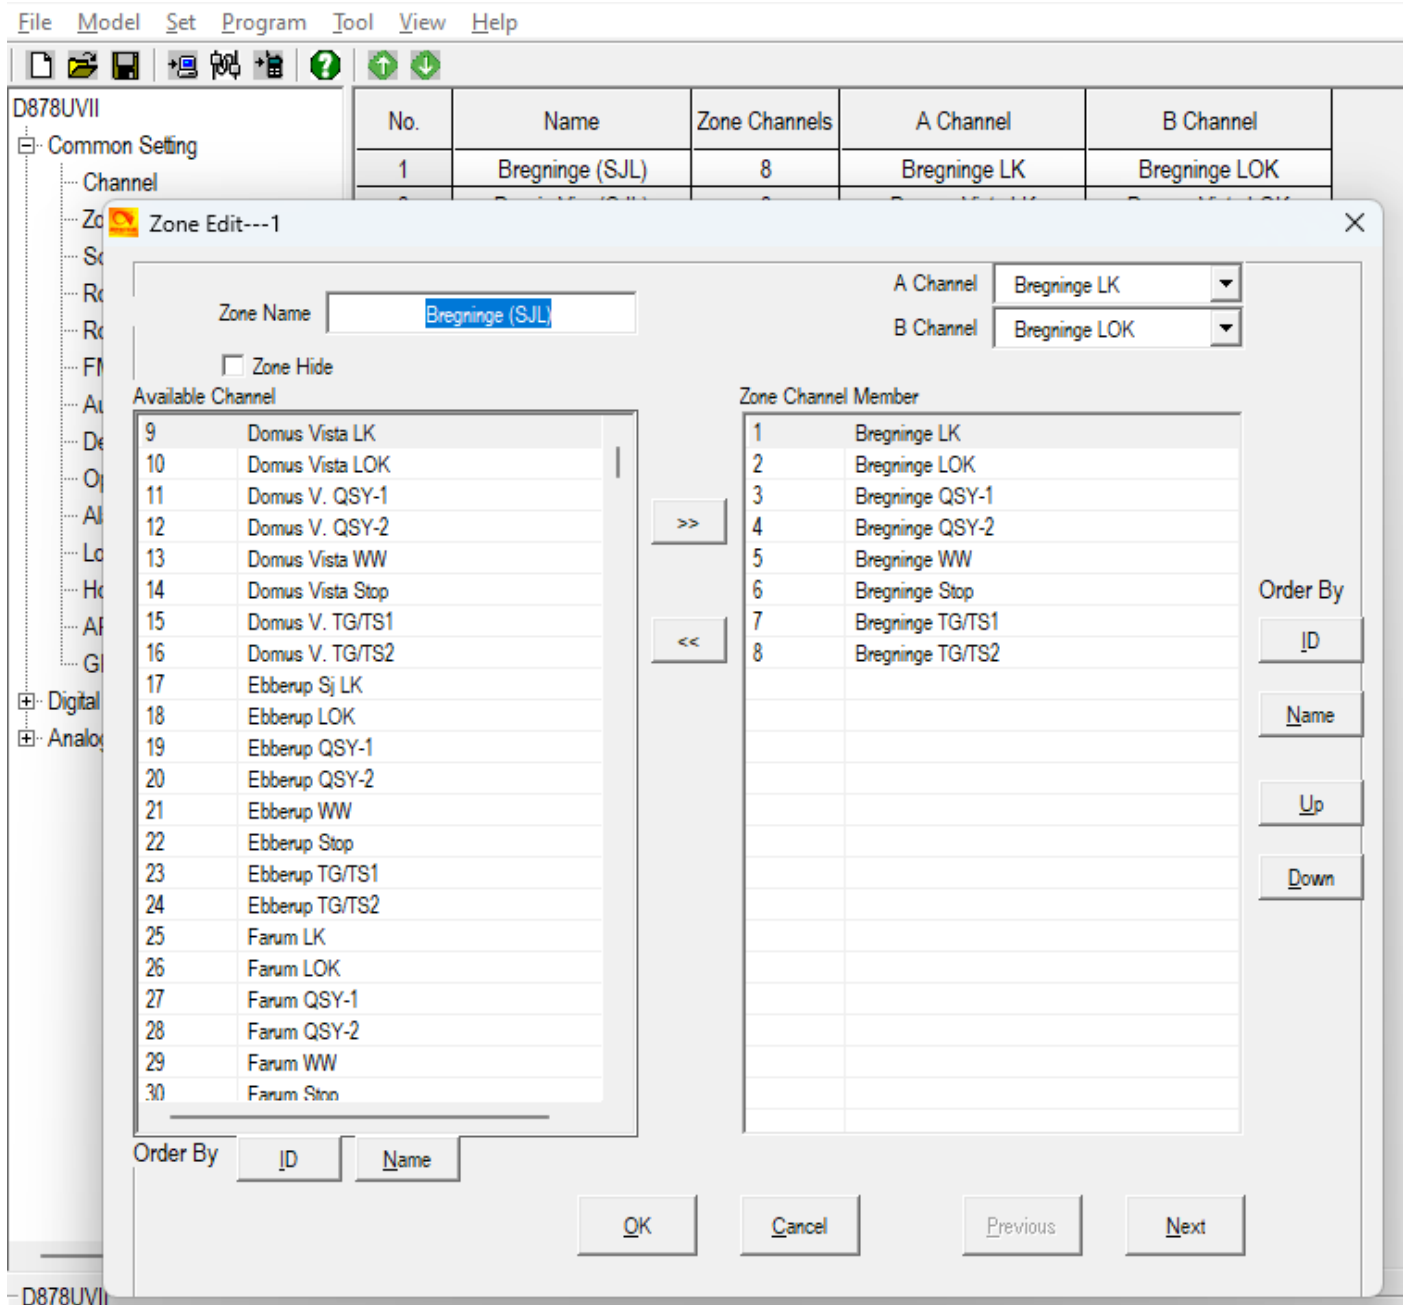 File Model Set Program Tool View Help
D878UVII
Common Setting
Channel
No. Name Zone Channels A Channel B Channel
1 Bregninge (SJL) 8 Bregninge LK Bregninge LOK
Zone Edit---1
Zone Name Bregninge (SJL)
A Channel Bregninge LK
B Channel Bregninge LOK
Zone Hide
Available Channel
9 Domus Vista LK
10 Domus Vista LOK
11 Domus V. QSY-1
12 Domus V. QSY-2
13 Domus Vista WW
14 Domus Vista Stop
15 Domus V. TG/TS1
16 Domus V. TG/TS2
17 Ebberup Sj LK
18 Ebberup LOK
19 Ebberup QSY-1
20 Ebberup QSY-2
21 Ebberup WW
22 Ebberup Stop
23 Ebberup TG/TS1
24 Ebberup TG/TS2
25 Farum LK
26 Farum LOK
27 Farum QSY-1
28 Farum QSY-2
29 Farum WW
30 Farum Stop
Order By ID Name
>>
<<
Zone Channel Member
1 Bregninge LK
2 Bregninge LOK
3 Bregninge QSY-1
4 Bregninge QSY-2
5 Bregninge WW
6 Bregninge Stop
7 Bregninge TG/TS1
8 Bregninge TG/TS2
Order By
ID
Name
Up
Down
OK Cancel Previous Next
Digital
D878UVII